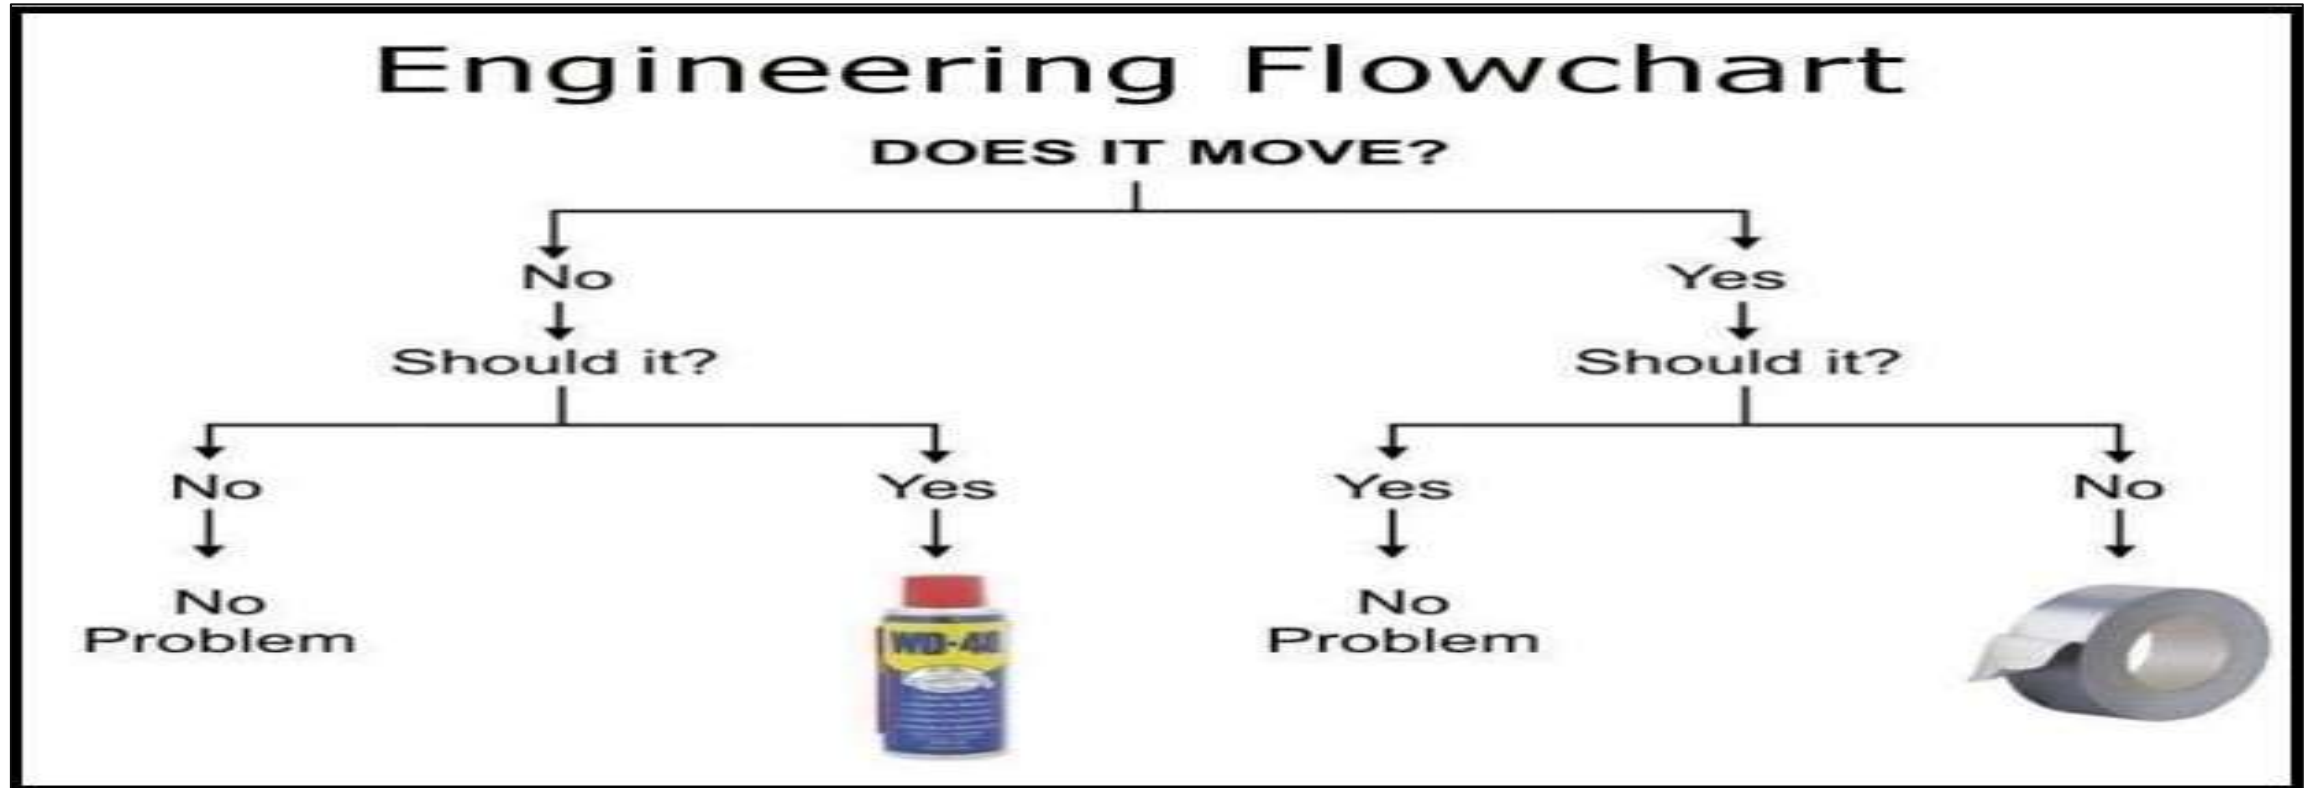 Engineering Flowchart
DOES IT MOVE?
No
Yes
Should it?
Should it?
No
Yes
Yes
No
No
Problem
No
Problem
WD-40